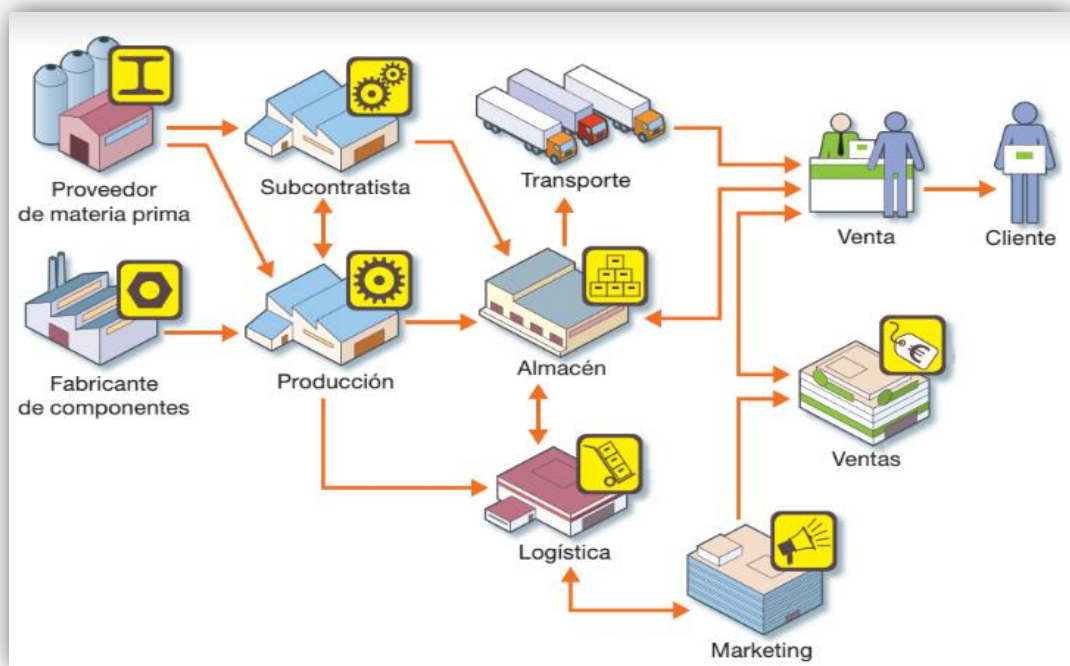 Proveedor
de materia prima
Subcontratista
Transporte
Venta
Cliente
Fabricante
de componentes
Producción
Almacén
€
Ventas
Logística
Marketing